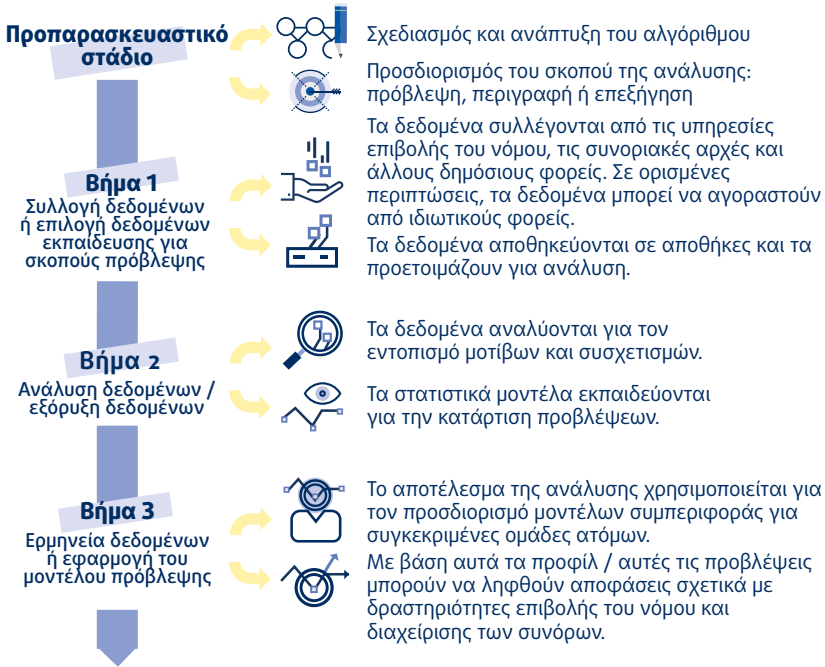 Προπαρασκευαστικό
στάδιο
Σχεδιασμός και ανάπτυξη του αλγόριθμου
Προσδιορισμός του σκοπού της ανάλυσης:
πρόβλεψη, περιγραφή ή επεξήγηση
Βήμα 1
Συλλογή δεδομένων
ή επιλογή δεδομένων
εκπαίδευσης για
σκοπούς πρόβλεψης
Τα δεδομένα συλλέγονται από τις υπηρεσίες
επιβολής του νόμου, τις συνοριακές αρχές και
άλλους δημόσιους φορείς. Σε ορισμένες
περιπτώσεις, τα δεδομένα μπορεί να αγοραστούν
από ιδιωτικούς φορείς.
Τα δεδομένα αποθηκεύονται σε αποθήκες και τα
προετοιμάζουν για ανάλυση.
Βήμα 2
Ανάλυση δεδομένων /
εξόρυξη δεδομένων
Τα δεδομένα αναλύονται για τον
εντοπισμό μοτίβων και συσχετισμών.
Τα στατιστικά μοντέλα εκπαιδεύονται
για την κατάρτιση προβλέψεων.
Βήμα 3
Ερμηνεία δεδομένων
ή εφαρμογή του
μοντέλου πρόβλεψης
Το αποτέλεσμα της ανάλυσης χρησιμοποιείται για
τον προσδιορισμό μοντέλων συμπεριφοράς για
συγκεκριμένες ομάδες ατόμων.
Με βάση αυτά τα προφίλ / αυτές τις προβλέψεις
μπορούν να ληφθούν αποφάσεις σχετικά με
δραστηριότητες επιβολής του νόμου και
διαχείρισης των συνόρων.